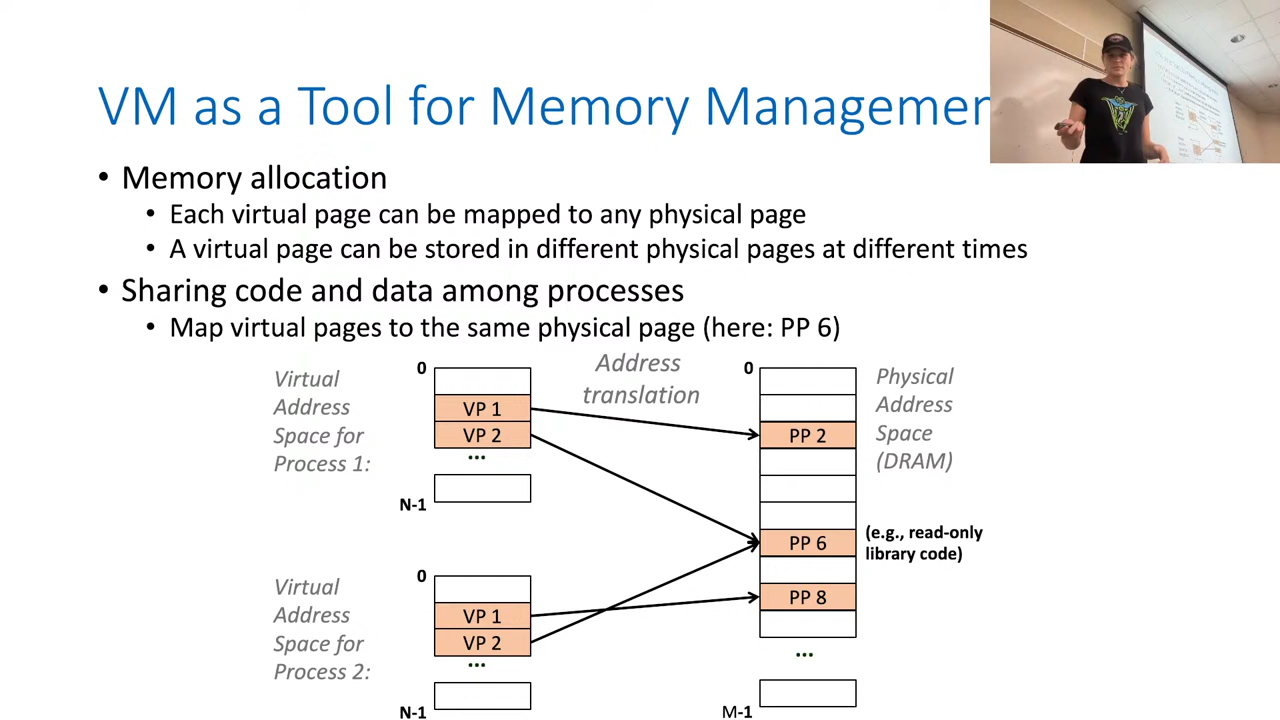 VM as a Tool for Memory Managemen
• Memory allocation
• Each virtual page can be mapped to any physical page
• A virtual page can be stored in different physical pages at different times
• Sharing code and data among processes
• Map virtual pages to the same physical page (here: PP 6)
Virtual
Address
Space for
Process 1:
0
VP 1
VP 2
...
N-1
Address
translation
0
PP 2
PP 6
PP 8
...
M-1
Physical
Address
Space
(DRAM)
(e.g., read-only
library code)
Virtual
Address
Space for
Process 2:
0
VP 1
VP 2
...
N-1